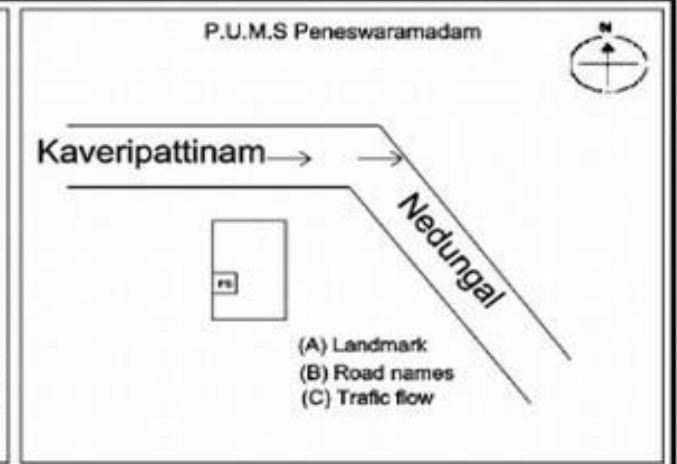 P.U.M.S Peneswaramadam
N
Kaveripattinam
Nedungal
PS
(A) Landmark
(B) Road names
(C) Trafic flow